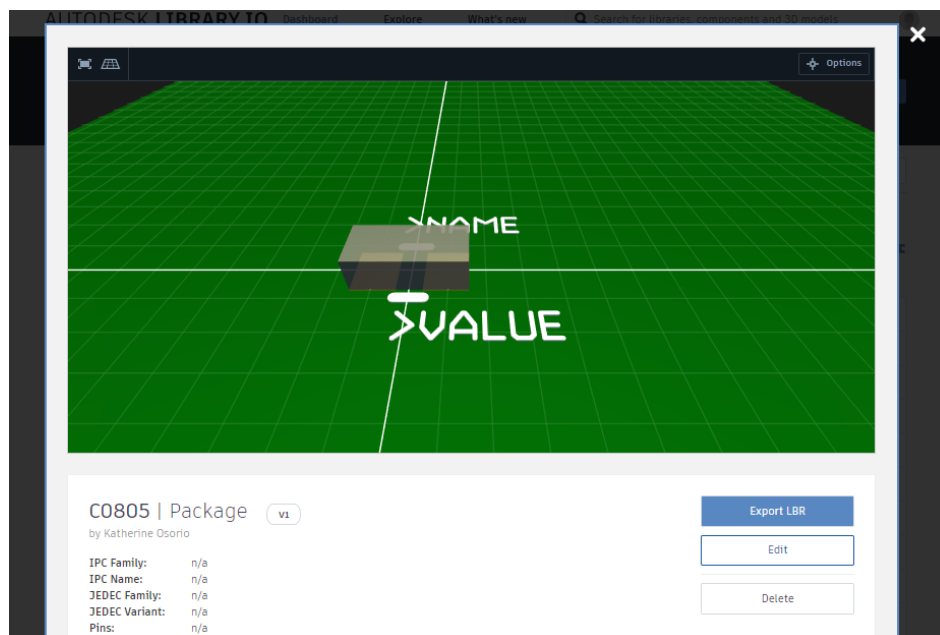 AUTODESK LIBRARY.IO Dashboard Explore What's new Search for libraries, components and 3D models
Options
>NAME
>VALUE
C0805 | Package V1
by Katherine Osorio
Export LBR
Edit
Delete
IPC Family: n/a
IPC Name: n/a
JEDEC Family: n/a
JEDEC Variant: n/a
Pins: n/a